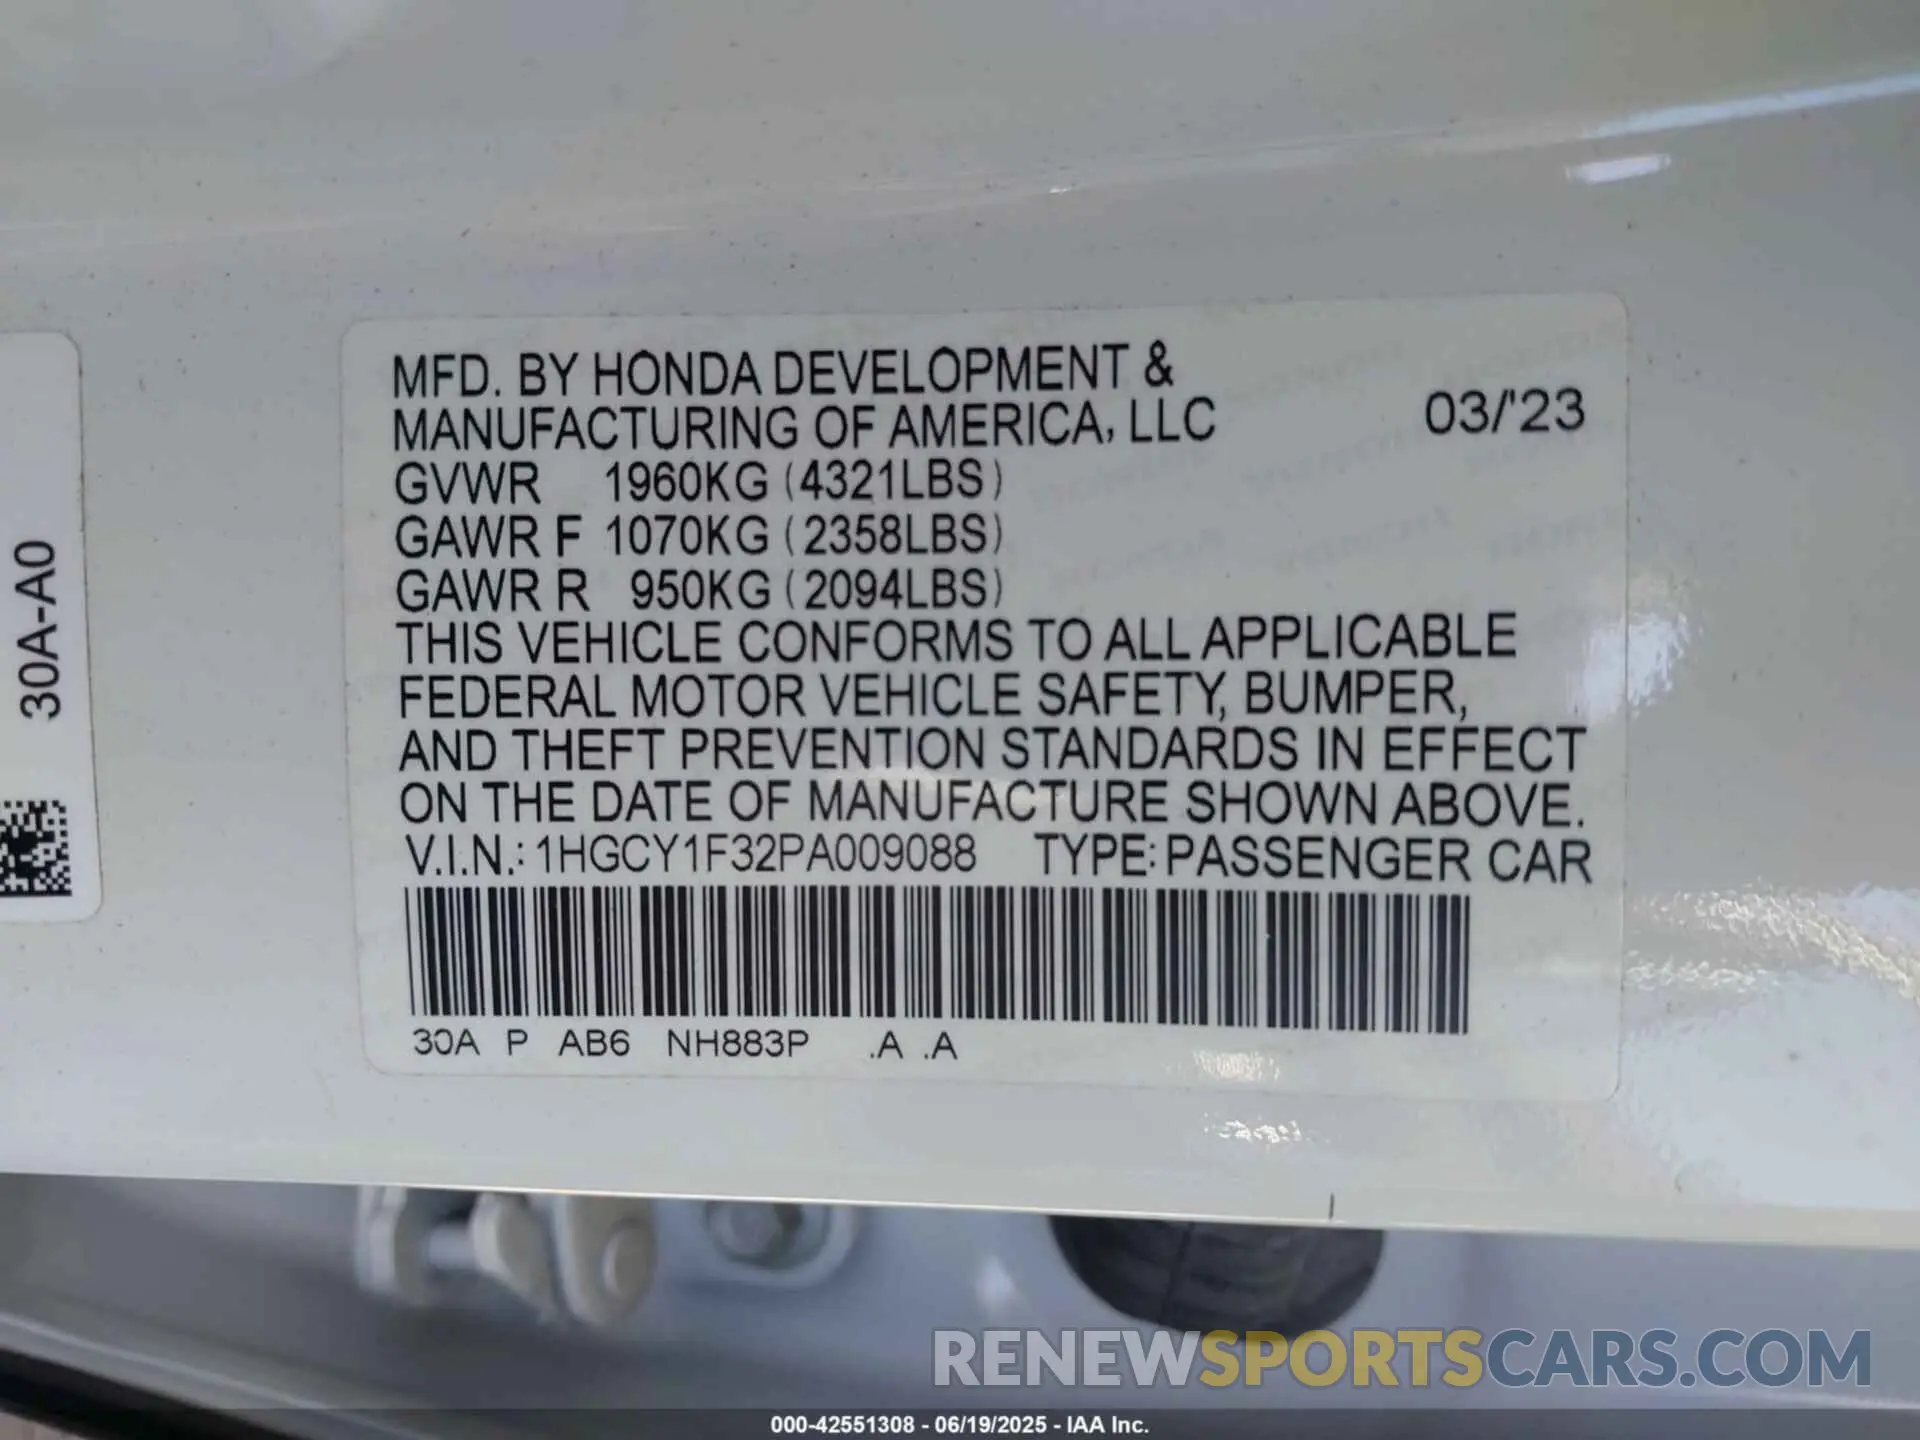 MFD. BY HONDA DEVELOPMENT &
MANUFACTURING OF AMERICA, LLC 03/'23
GVWR 1960KG (4321LBS)
GAWR F 1070KG (2358LBS)
GAWR R 950KG (2094LBS)
THIS VEHICLE CONFORMS TO ALL APPLICABLE
FEDERAL MOTOR VEHICLE SAFETY, BUMPER,
AND THEFT PREVENTION STANDARDS IN EFFECT
ON THE DATE OF MANUFACTURE SHOWN ABOVE.
V.I.N.: 1HGCY1F32PA009088 TYPE: PASSENGER CAR
30A P AB6 NH883P .A .A
30A-A0
RENEWSPORTSCARS.COM
000-42551308 - 06/19/2025 - IAA Inc.